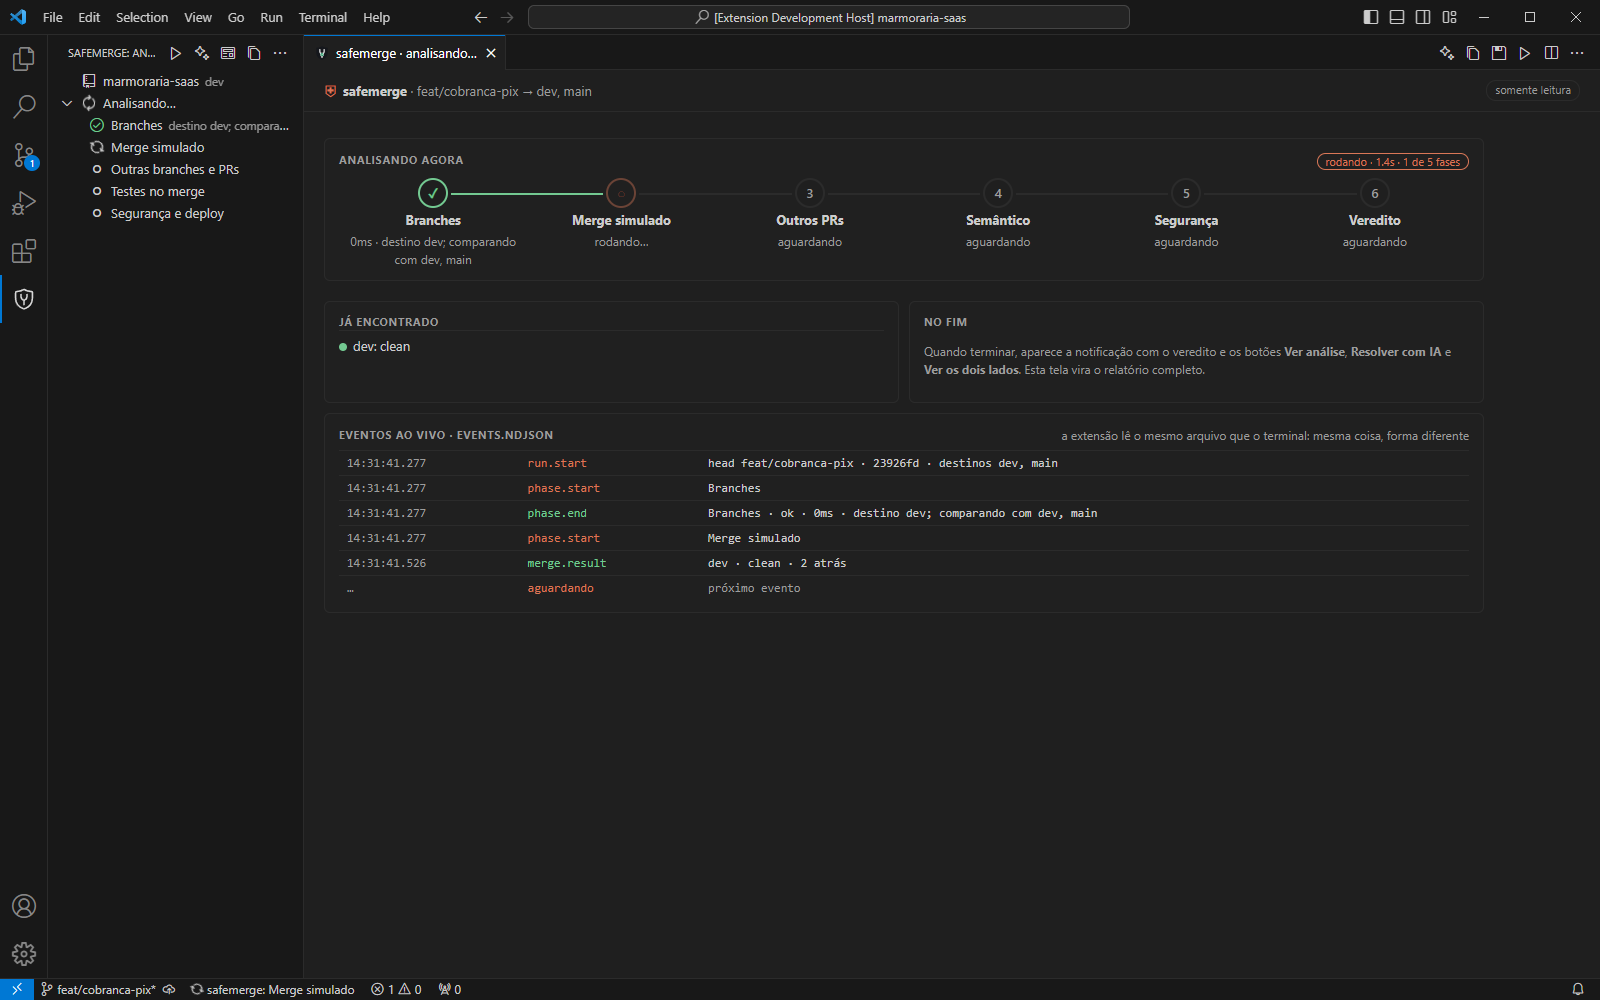 File Edit Selection View Go Run Terminal Help
[Extension Development Host] marmoraria-saas
SAFEMERGE: AN...
marmoraria-saas dev
Analisando...
Branches destino dev; compara...
Merge simulado
Outras branches e PRs
Testes no merge
Segurança e deploy
safemerge · analisando...
safemerge · feat/cobranca-pix → dev, main
somente leitura
ANALISANDO AGORA
rodando · 1.4s · 1 de 5 fases
3 4 5 6
Branches Merge simulado Outros PRs Semântico Segurança Veredito
0ms · destino dev; comparando rodando... aguardando aguardando aguardando aguardando
com dev, main
JÁ ENCONTRADO
dev: clean
NO FIM
Quando terminar, aparece a notificação com o veredito e os botões Ver análise, Resolver com IA e
Ver os dois lados. Esta tela vira o relatório completo.
EVENTOS AO VIVO · EVENTS.NDJSON
a extensão lê o mesmo arquivo que o terminal: mesma coisa, forma diferente
14:31:41.277 run.start head feat/cobranca-pix · 23926fd · destinos dev, main
14:31:41.277 phase.start Branches
14:31:41.277 phase.end Branches · ok · 0ms · destino dev; comparando com dev, main
14:31:41.277 phase.start Merge simulado
14:31:41.526 merge.result dev · clean · 2 atrás
… aguardando próximo evento
1
feat/cobranca-pix* safemerge: Merge simulado 1 0 0